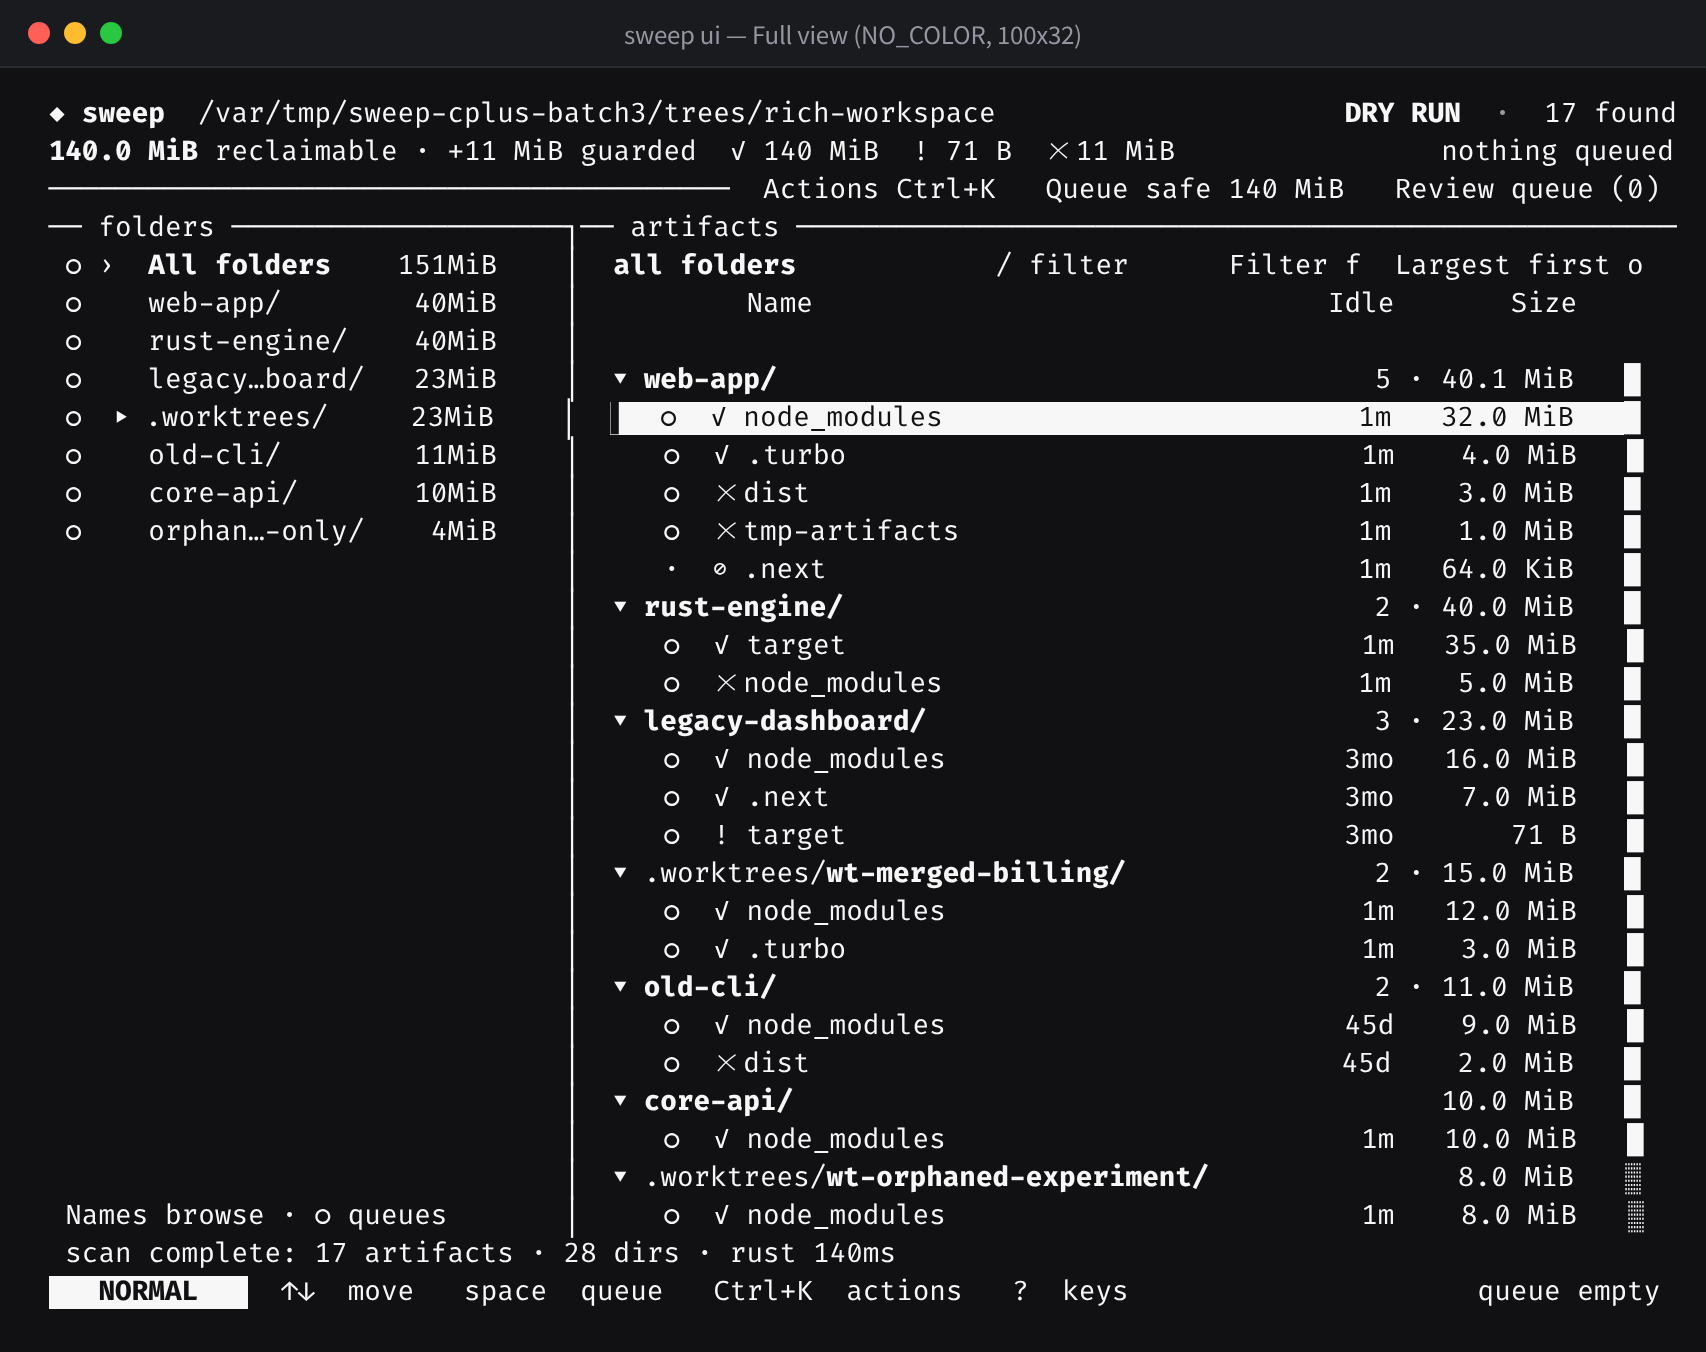 sweep ui — Full view (NO_COLOR, 100x32)
◆ sweep /var/tmp/sweep-cplus-batch3/trees/rich-workspace DRY RUN · 17 found
140.0 MiB reclaimable · +11 MiB guarded √ 140 MiB ! 71 B ✕ 11 MiB nothing queued
Actions Ctrl+K Queue safe 140 MiB Review queue (0)
folders
○ › All folders 151MiB
○ web-app/ 40MiB
○ rust-engine/ 40MiB
○ legacy…board/ 23MiB
○ ▸ .worktrees/ 23MiB
○ old-cli/ 11MiB
○ core-api/ 10MiB
○ orphan…-only/ 4MiB
Names browse · ○ queues
artifacts
all folders / filter Filter f Largest first o
Name Idle Size
▾ web-app/ 5 · 40.1 MiB
○ √ node_modules 1m 32.0 MiB
○ √ .turbo 1m 4.0 MiB
○ ✕ dist 1m 3.0 MiB
○ ✕ tmp-artifacts 1m 1.0 MiB
· ⊘ .next 1m 64.0 KiB
▾ rust-engine/ 2 · 40.0 MiB
○ √ target 1m 35.0 MiB
○ ✕ node_modules 1m 5.0 MiB
▾ legacy-dashboard/ 3 · 23.0 MiB
○ √ node_modules 3mo 16.0 MiB
○ √ .next 3mo 7.0 MiB
○ ! target 3mo 71 B
▾ .worktrees/wt-merged-billing/ 2 · 15.0 MiB
○ √ node_modules 1m 12.0 MiB
○ √ .turbo 1m 3.0 MiB
▾ old-cli/ 2 · 11.0 MiB
○ √ node_modules 45d 9.0 MiB
○ ✕ dist 45d 2.0 MiB
▾ core-api/ 10.0 MiB
○ √ node_modules 1m 10.0 MiB
▾ .worktrees/wt-orphaned-experiment/ 8.0 MiB
○ √ node_modules 1m 8.0 MiB
scan complete: 17 artifacts · 28 dirs · rust 140ms
NORMAL ↑↓ move space queue Ctrl+K actions ? keys queue empty